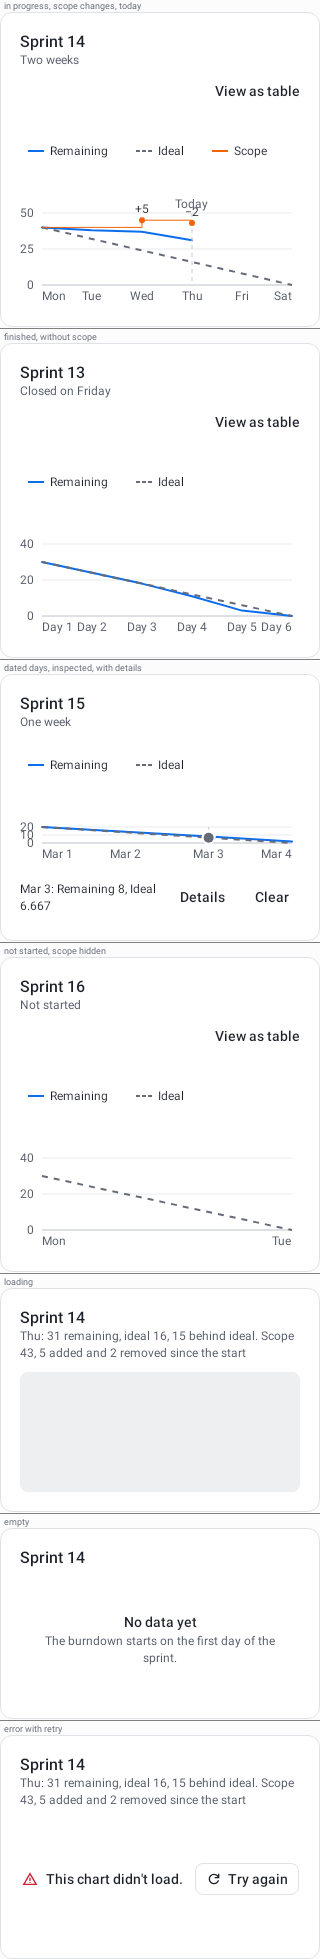 in progress, scope changes, today
Sprint 14
Two weeks
View as table
Remaining Ideal Scope
Today
+5 −2
50
25
0
Mon Tue Wed Thu Fri Sat
finished, without scope
Sprint 13
Closed on Friday
View as table
Remaining Ideal
40
20
0
Day 1 Day 2 Day 3 Day 4 Day 5 Day 6
dated days, inspected, with details
Sprint 15
One week
Remaining Ideal
20
10
0
Mar 1 Mar 2 Mar 3 Mar 4
Mar 3: Remaining 8, Ideal
6.667
Details Clear
not started, scope hidden
Sprint 16
Not started
View as table
Remaining Ideal
40
20
0
Mon Tue
loading
Sprint 14
Thu: 31 remaining, ideal 16, 15 behind ideal. Scope
43, 5 added and 2 removed since the start
empty
Sprint 14
No data yet
The burndown starts on the first day of the
sprint.
error with retry
Sprint 14
Thu: 31 remaining, ideal 16, 15 behind ideal. Scope
43, 5 added and 2 removed since the start
This chart didn't load. Try again